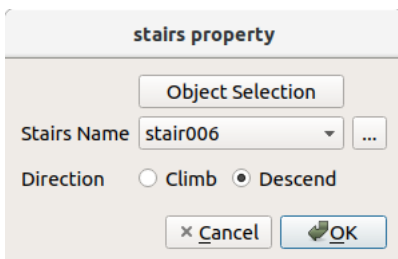 stairs property
Object Selection
Stairs Name stair006 ...
Direction Climb Descend
Cancel OK